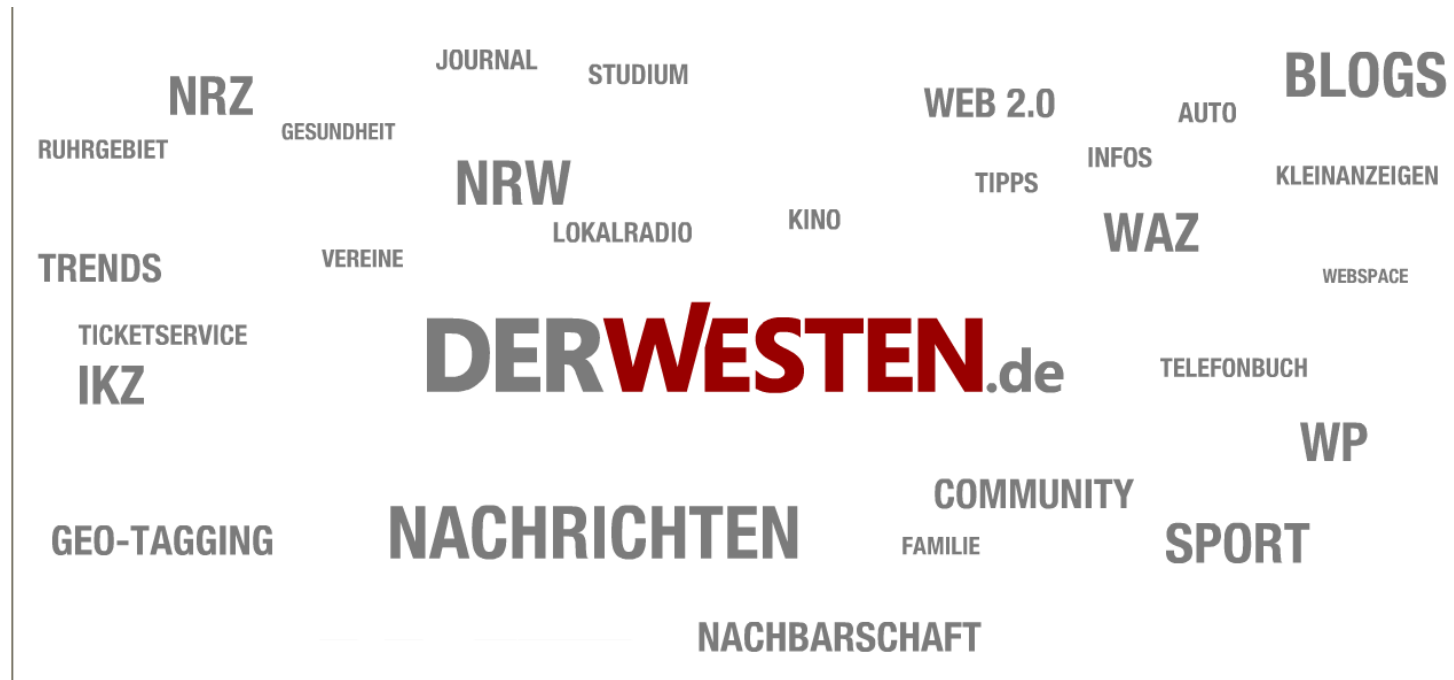 JOURNAL
STUDIUM
BLOGS
NRZ
WEB 2.0
AUTO
GESUNDHEIT
RUHRGEBIET
INFOS
NRW
TIPPS
KLEINANZEIGEN
KINO
LOKALRADIO
WAZ
VEREINE
TRENDS
WEBSPACE
TICKETSERVICE
DERWESTEN.de
TELEFONBUCH
IKZ
WP
COMMUNITY
NACHRICHTEN
GEO-TAGGING
FAMILIE
SPORT
NACHBARSCHAFT